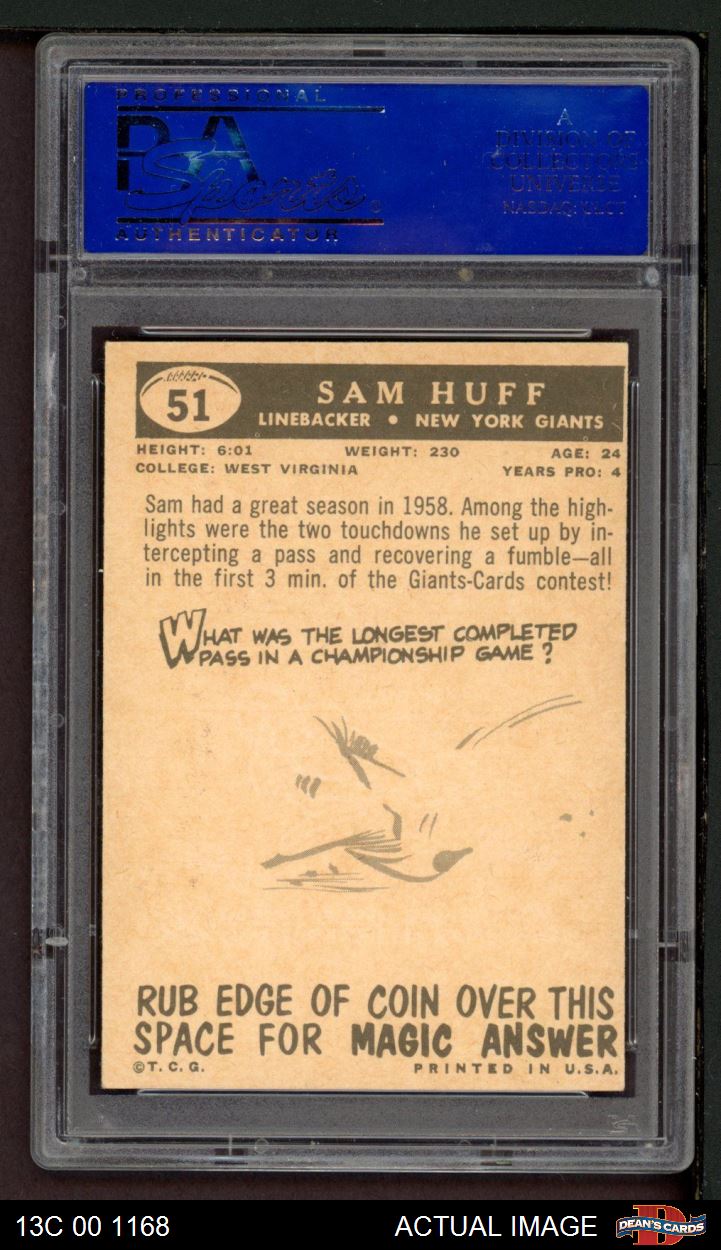 PROFESSIONAL
PSA
Sports
AUTHENTICATOR
A
DIVISION OF
COLLECTORS
UNIVERSE
NASDAQ: CLCT
51
SAM HUFF
LINEBACKER • NEW YORK GIANTS
HEIGHT: 6:01 WEIGHT: 230 AGE: 24
COLLEGE: WEST VIRGINIA YEARS PRO: 4
Sam had a great season in 1958. Among the high-
lights were the two touchdowns he set up by in-
tercepting a pass and recovering a fumble—all
in the first 3 min. of the Giants-Cards contest!
WHAT WAS THE LONGEST COMPLETED
PASS IN A CHAMPIONSHIP GAME?
RUB EDGE OF COIN OVER THIS
SPACE FOR MAGIC ANSWER
©T.C.G. PRINTED IN U.S.A.
13C 00 1168 ACTUAL IMAGE D DEAN'S CARDS